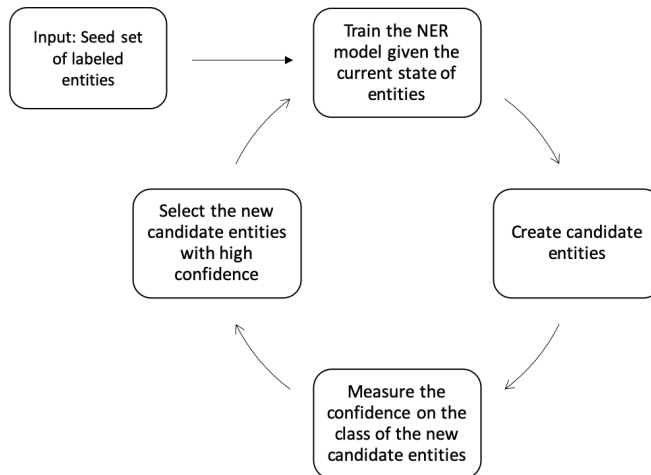 Input: Seed set
of labeled
entities
Train the NER
model given the
current state of
entities
Select the new
candidate entities
with high
confidence
Create candidate
entities
Measure the
confidence on the
class of the new
candidate entities